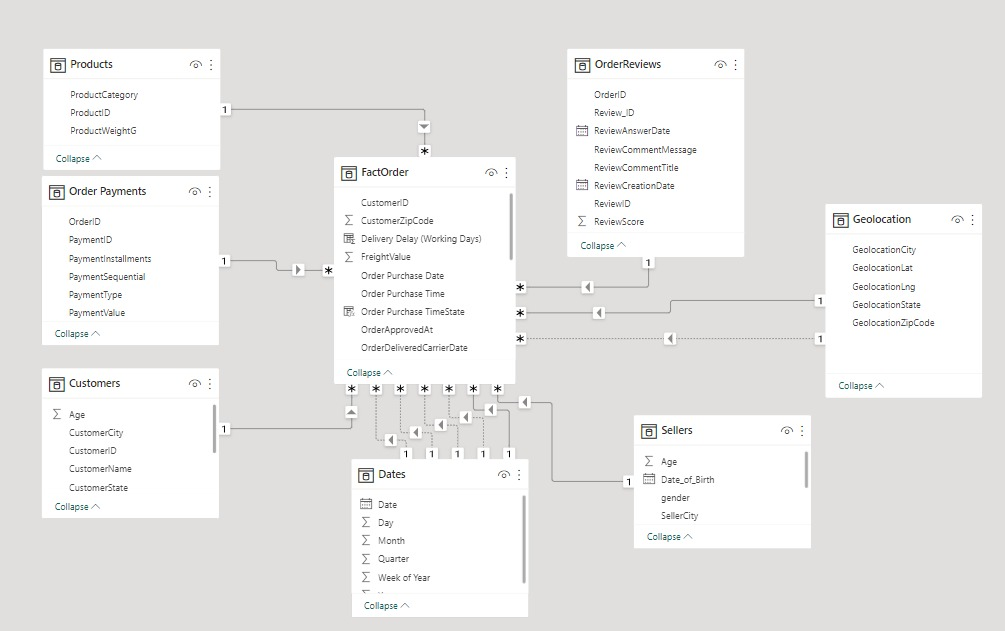 Products
ProductCategory
ProductID
ProductWeightG
Collapse
1
*
Order Payments
OrderID
PaymentID
PaymentInstallments
PaymentSequential
PaymentType
PaymentValue
Collapse
1
*
Customers
Age
CustomerCity
CustomerID
CustomerName
CustomerState
Collapse
1
FactOrder
CustomerID
CustomerZipCode
Delivery Delay (Working Days)
FreightValue
Order Purchase Date
Order Purchase Time
Order Purchase TimeState
OrderApprovedAt
OrderDeliveredCarrierDate
Collapse
* * * * * * *
1 1 1 1 1
Dates
Date
Day
Month
Quarter
Week of Year
Collapse
OrderReviews
OrderID
Review_ID
ReviewAnswerDate
ReviewCommentMessage
ReviewCommentTitle
ReviewCreationDate
ReviewID
ReviewScore
Collapse
1
*
* 1
* 1
Geolocation
GeolocationCity
GeolocationLat
GeolocationLng
GeolocationState
GeolocationZipCode
Collapse
1
Sellers
Age
Date_of_Birth
gender
SellerCity
Collapse